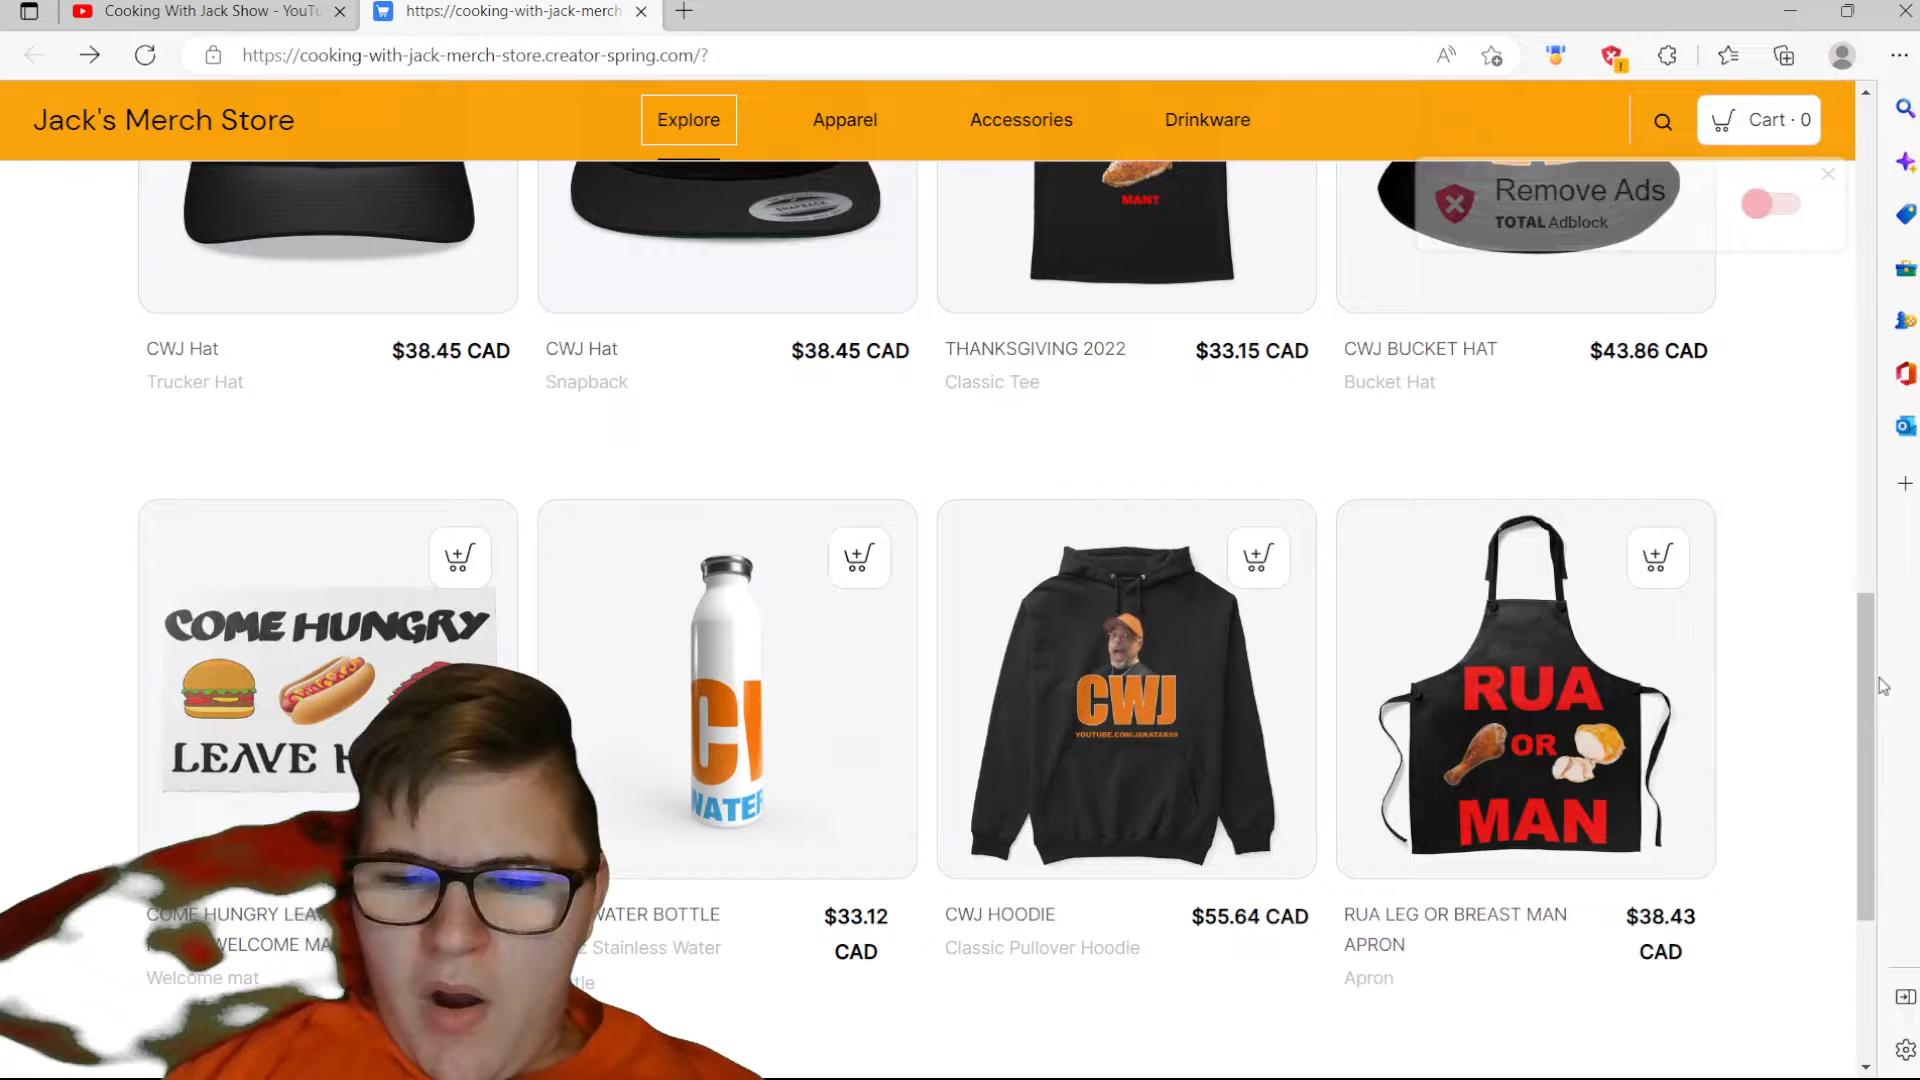 Cooking With Jack Show - YouTu
https://cooking-with-jack-merch
https://cooking-with-jack-merch-store.creator-spring.com/?
Jack's Merch Store
Explore
Apparel
Accessories
Drinkware
Cart · 0
Remove Ads
TOTAL Adblock
SNAPBACK
MAN?
CWJ Hat
$38.45 CAD
Trucker Hat
CWJ Hat
$38.45 CAD
Snapback
THANKSGIVING 2022
$33.15 CAD
Classic Tee
CWJ BUCKET HAT
$43.86 CAD
Bucket Hat
COME HUNGRY
LEAVE H
CW
WATER
CWJ
YOUTUBE.COM/JAKATAK69
RUA
OR
MAN
COME HUNGRY LEAV
WELCOME MA
Welcome mat
WATER BOTTLE
$33.12
CAD
z Stainless Water
tle
CWJ HOODIE
$55.64 CAD
Classic Pullover Hoodie
RUA LEG OR BREAST MAN
APRON
$38.43
CAD
Apron